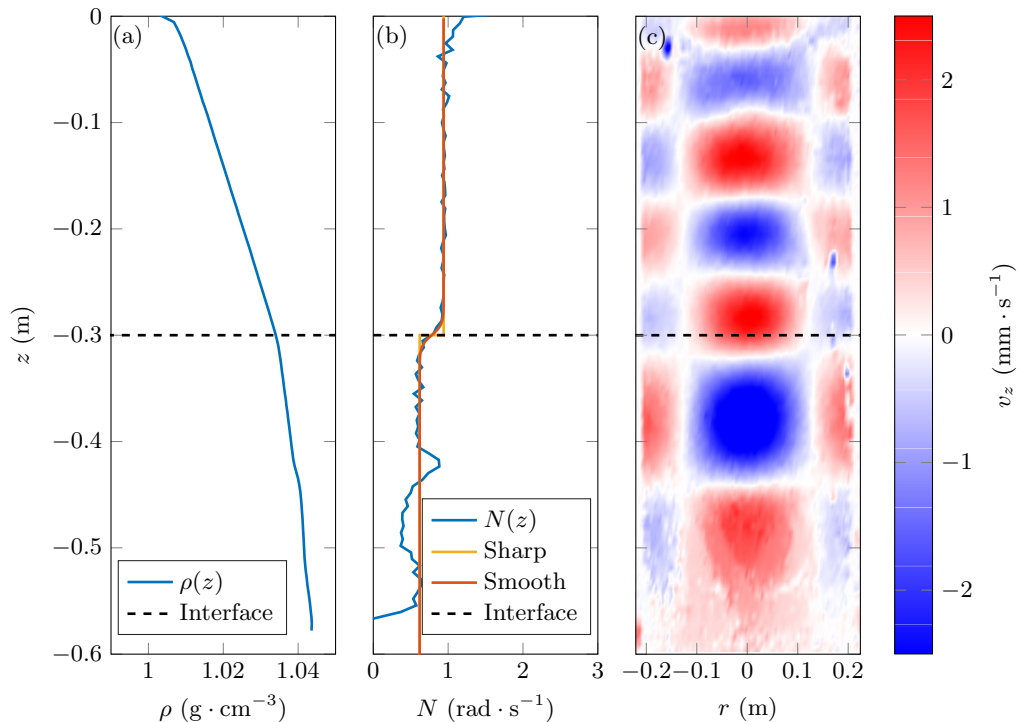 (a)
(b)
(c)
0
−0.1
−0.2
−0.3
−0.4
−0.5
−0.6
z (m)
ρ(z)
Interface
1
1.02
1.04
ρ (g · cm⁻³)
N(z)
Sharp
Smooth
Interface
0
1
2
3
N (rad · s⁻¹)
−0.2
−0.1
0
0.1
0.2
r (m)
2
1
0
−1
−2
v_z (mm · s⁻¹)